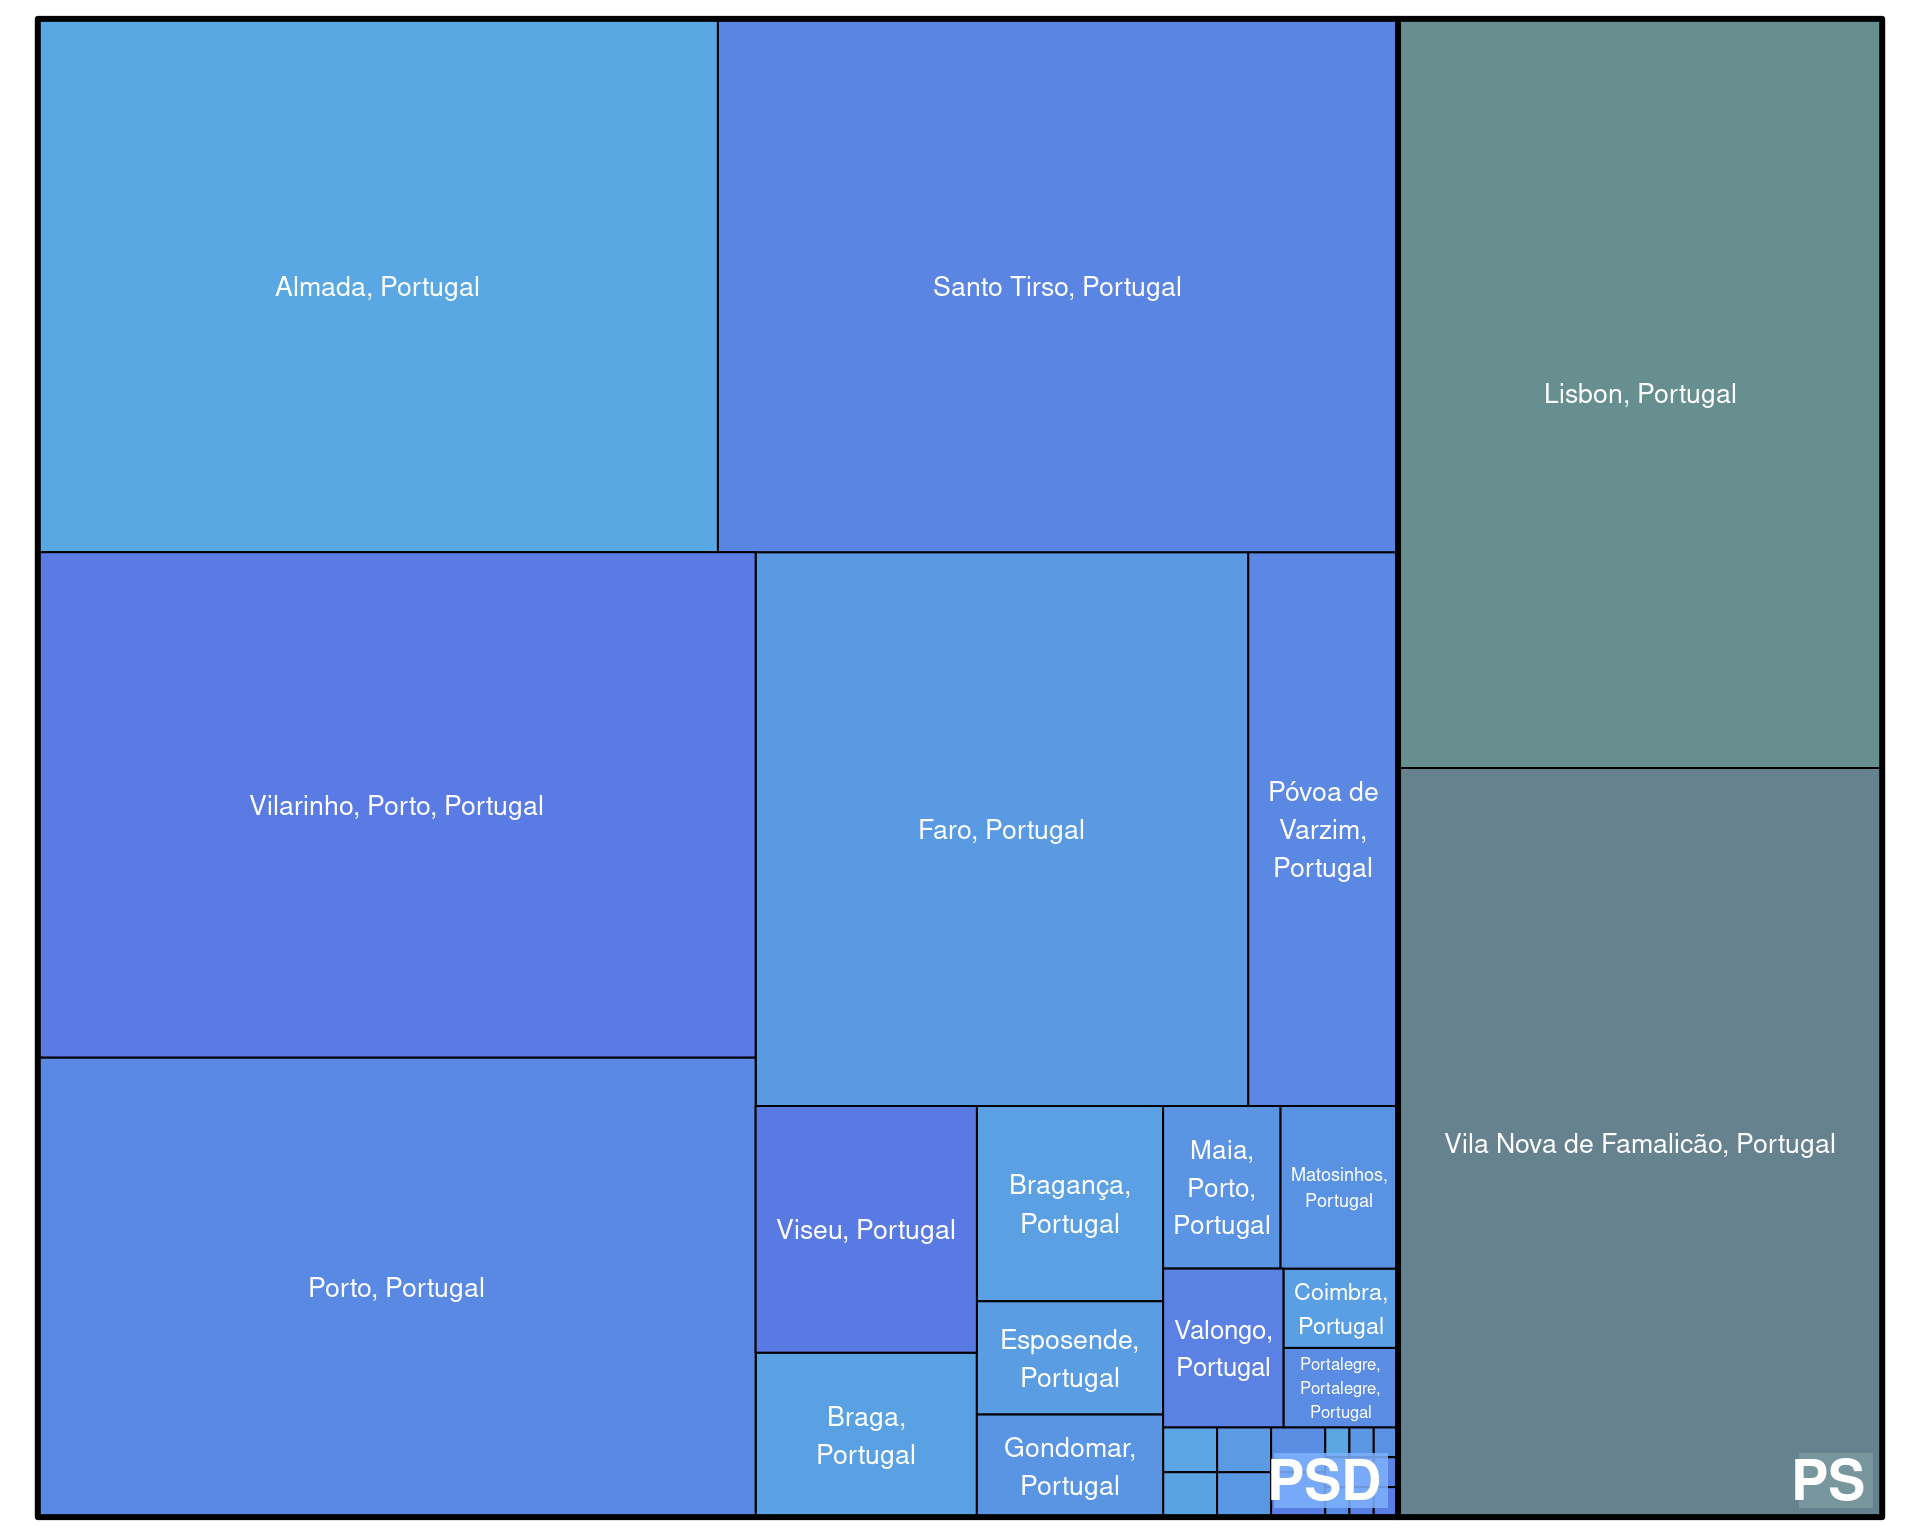 Almada, Portugal
Santo Tirso, Portugal
Lisbon, Portugal
Vilarinho, Porto, Portugal
Faro, Portugal
Póvoa de
Varzim,
Portugal
Vila Nova de Famalicão, Portugal
Porto, Portugal
Viseu, Portugal
Bragança,
Portugal
Maia,
Porto,
Portugal
Matosinhos,
Portugal
Esposende,
Portugal
Valongo,
Portugal
Coimbra,
Portugal
Portalegre,
Portalegre,
Portugal
Braga,
Portugal
Gondomar,
Portugal
PSD
PS